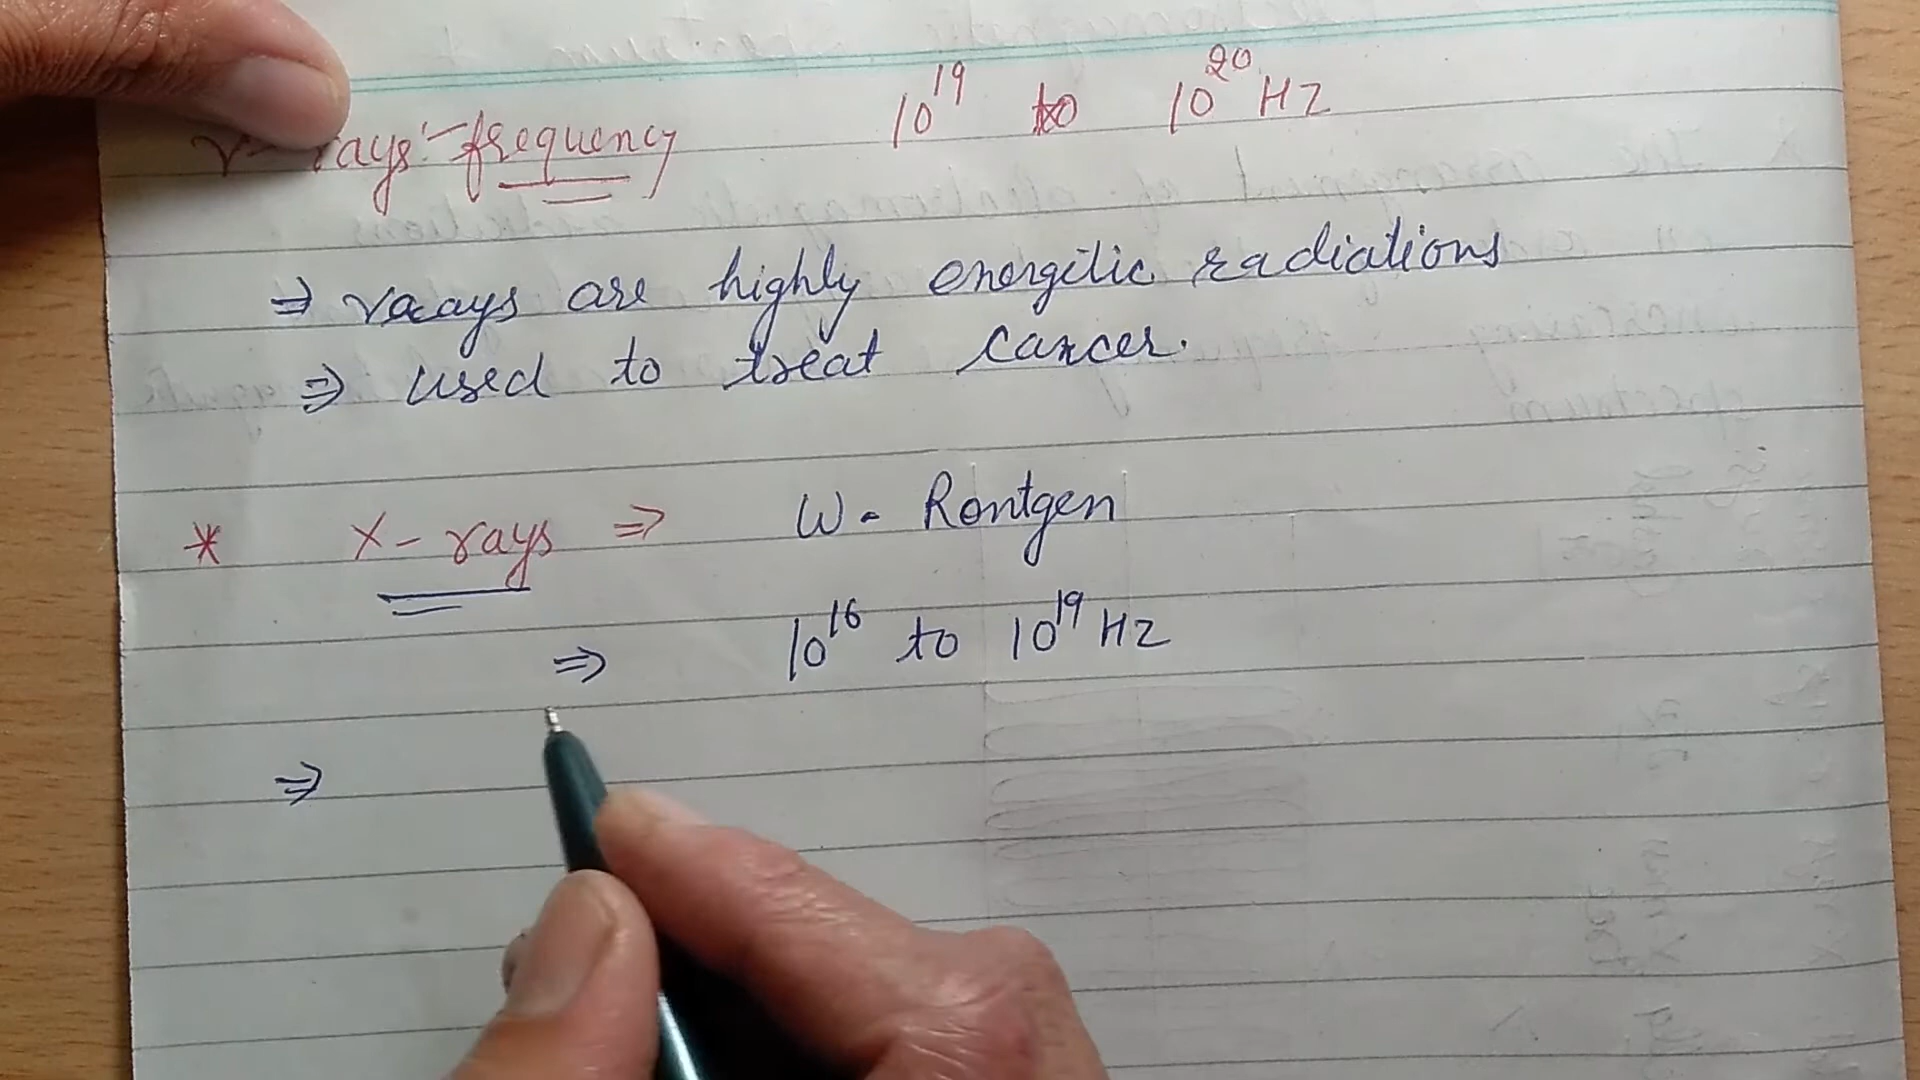 γ- rays:- frequency 10^19 to 10^20 Hz
⇒ γrays are highly energitic radiations
⇒ used to treat cancer.
* X-rays ⇒ W. Rontgen
⇒ 10^16 to 10^19 Hz
⇒